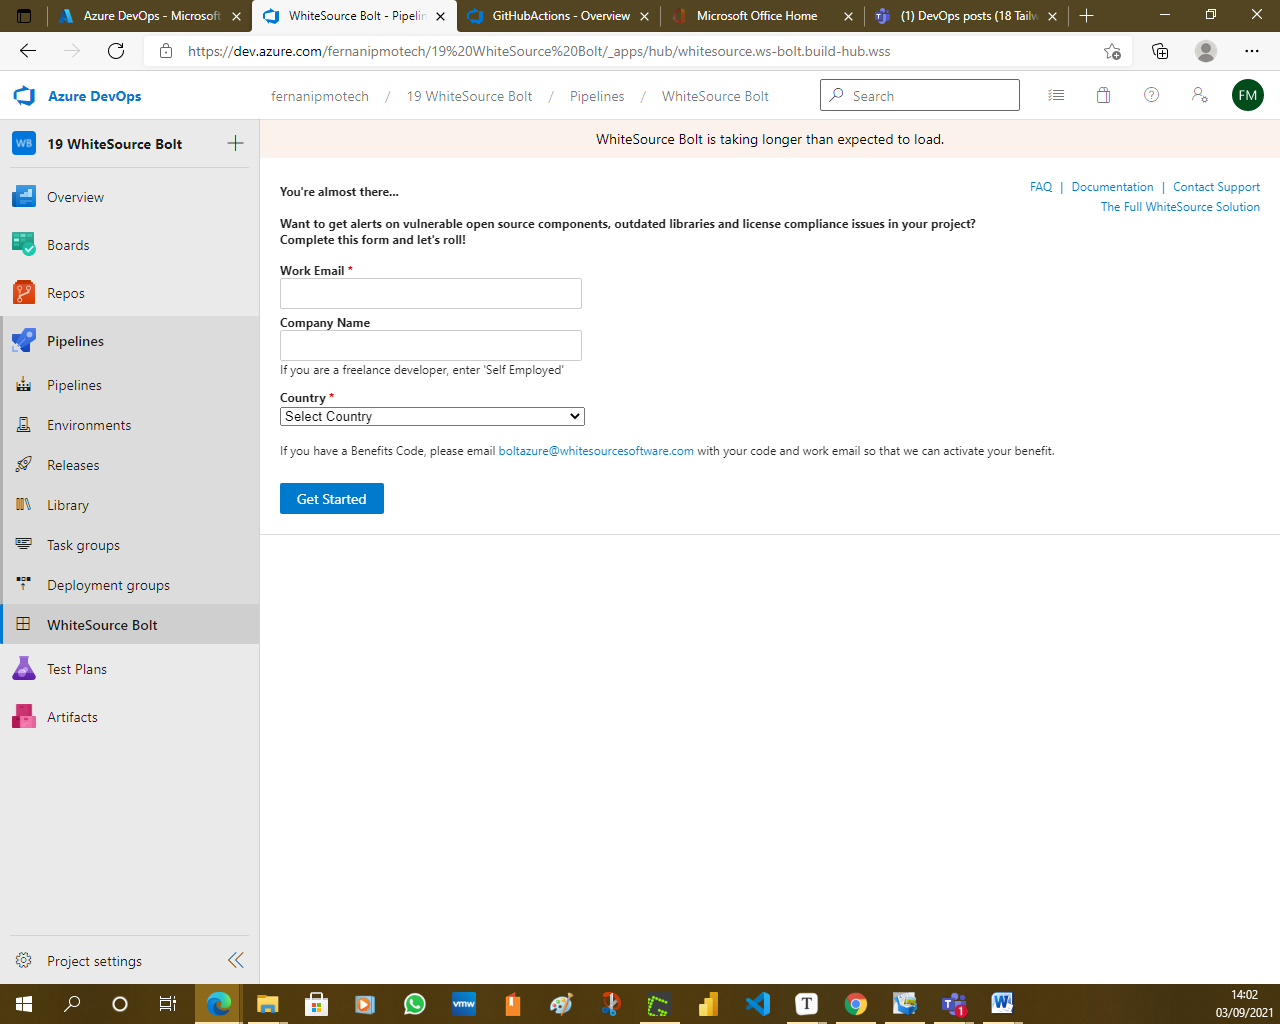 Azure DevOps - Microsoft
WhiteSource Bolt - Pipelin
GitHubActions - Overview
Microsoft Office Home
(1) DevOps posts (18 Tailw
https://dev.azure.com/fernanipmotech/19%20WhiteSource%20Bolt/_apps/hub/whitesource.ws-bolt.build-hub.wss
Azure DevOps
fernanipmotech / 19 WhiteSource Bolt / Pipelines / WhiteSource Bolt
Search
FM
WB
19 WhiteSource Bolt
Overview
Boards
Repos
Pipelines
Pipelines
Environments
Releases
Library
Task groups
Deployment groups
WhiteSource Bolt
Test Plans
Artifacts
Project settings
WhiteSource Bolt is taking longer than expected to load.
FAQ | Documentation | Contact Support
The Full WhiteSource Solution
You're almost there...
Want to get alerts on vulnerable open source components, outdated libraries and license compliance issues in your project?
Complete this form and let's roll!
Work Email *
Company Name
If you are a freelance developer, enter 'Self Employed'
Country *
Select Country
If you have a Benefits Code, please email boltazure@whitesourcesoftware.com with your code and work email so that we can activate your benefit.
Get Started
vmw
T
1
W
14:02
03/09/2021